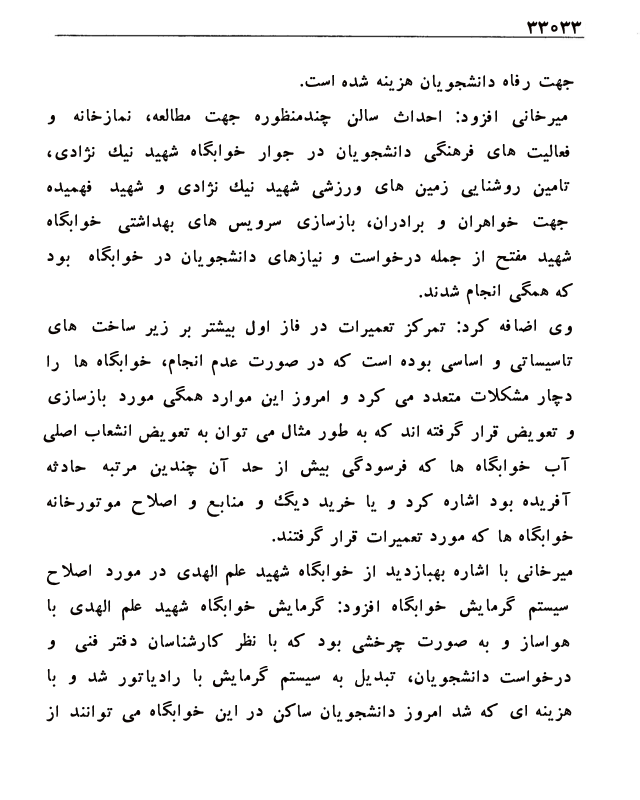 ۳۳۰۳۳
جهت رفاه دانشجویان هزینه شده است.
میرخانی افزود: احداث سالن چندمنظوره جهت مطالعه، نمازخانه و
فعالیت های فرهنگی دانشجویان در جوار خوابگاه شهید نیك نژادی،
تامین روشنایی زمین های ورزشی شهید نیك نژادی و شهید فهمیده
جهت خواهران و برادران، بازسازی سرویس های بهداشتی خوابگاه
شهید مفتح از جمله درخواست و نیازهای دانشجویان در خوابگاه بود
که همگی انجام شدند.
وی اضافه کرد: تمرکز تعمیرات در فاز اول بیشتر بر زیر ساخت های
تاسیساتی و اساسی بوده است که در صورت عدم انجام، خوابگاه ها را
دچار مشکلات متعدد می کرد و امروز این موارد همگی مورد بازسازی
و تعویض قرار گرفته اند که به طور مثال می توان به تعویض انشعاب اصلی
آب خوابگاه ها که فرسودگی بیش از حد آن چندین مرتبه حادثه
آفریده بود اشاره کرد و یا خرید دیگ و منابع و اصلاح موتورخانه
خوابگاه ها که مورد تعمیرات قرار گرفتند.
میرخانی با اشاره بهبازدید از خوابگاه شهید علم الهدی در مورد اصلاح
سیستم گرمایش خوابگاه افزود: گرمایش خوابگاه شهید علم الهدی با
هواساز و به صورت چرخشی بود که با نظر کارشناسان دفتر فنی و
درخواست دانشجویان، تبدیل به سیستم گرمایش با رادیاتور شد و با
هزینه ای که شد امروز دانشجویان ساکن در این خوابگاه می توانند از